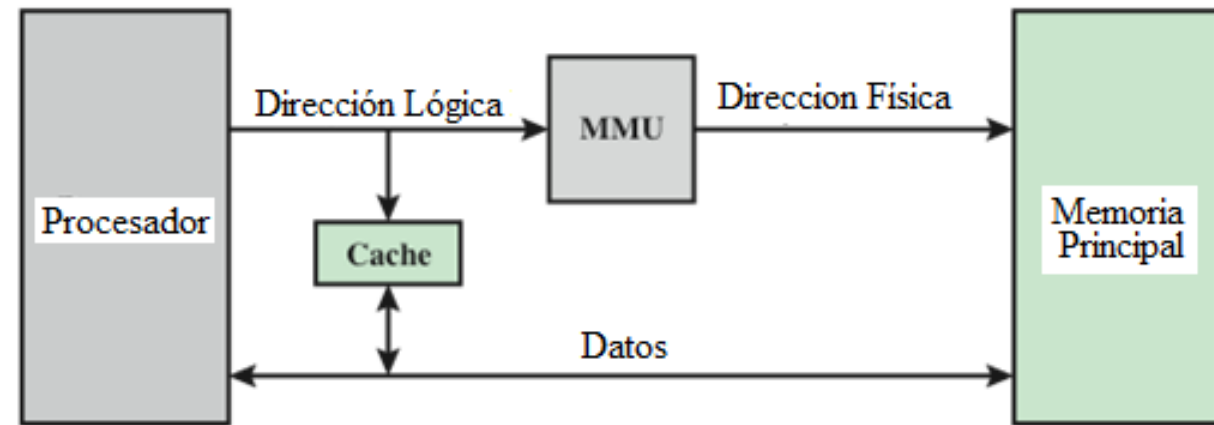 Dirección Lógica
MMU
Direccion Física
Procesador
Cache
Memoria
Principal
Datos